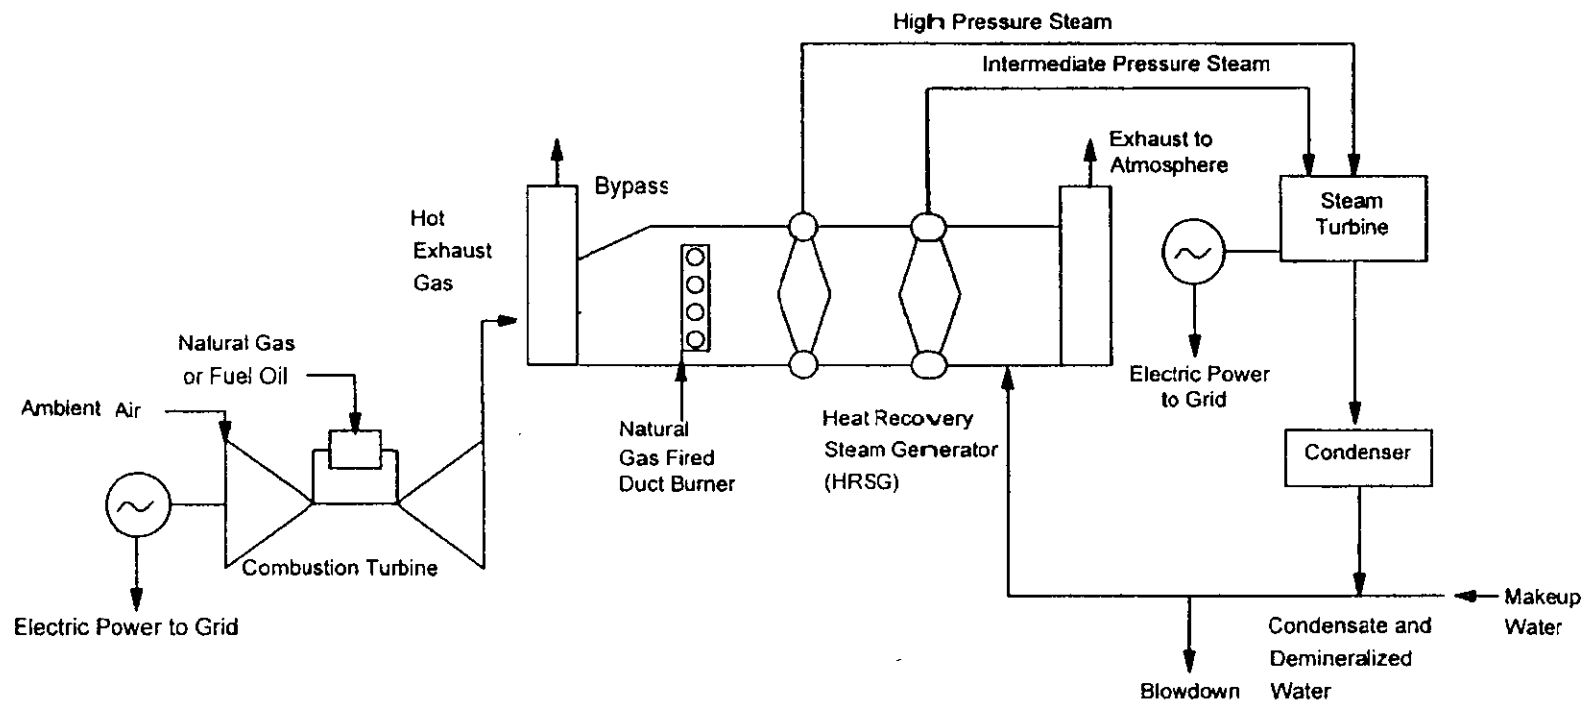 High Pressure Steam
Intermediate Pressure Steam
Exhaust to
Atmosphere
Bypass
Hot
Exhaust
Gas
Steam
Turbine
Natural Gas
or Fuel Oil
Electric Power
to Grid
Ambient Air
Natural
Gas Fired
Duct Burner
Heat Recovery
Steam Generator
(HRSG)
Condenser
Combustion Turbine
Electric Power to Grid
Makeup
Water
Condensate and
Demineralized
Water
Blowdown